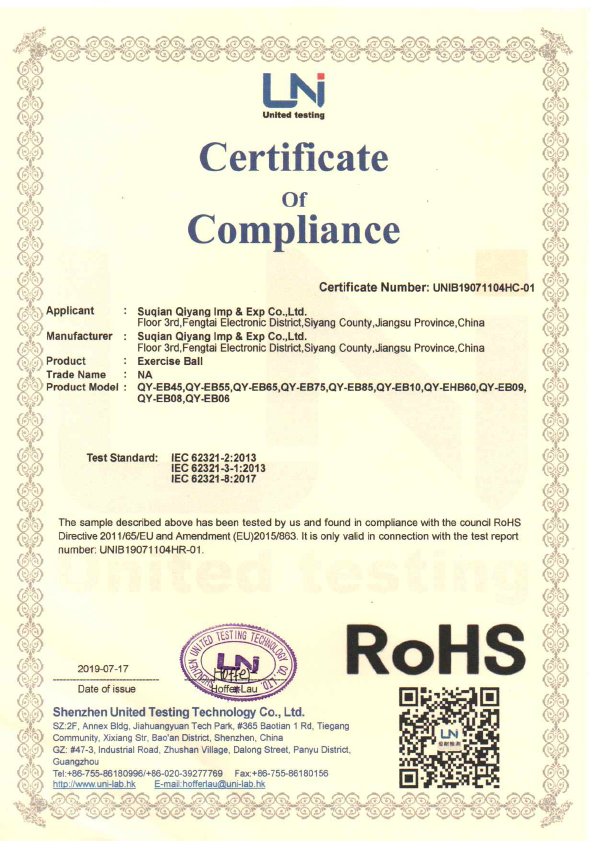 LNi
United testing
Certificate
Of
Compliance
Certificate Number: UNIB19071104HC-01
Applicant : Suqian Qiyang Imp & Exp Co.,Ltd.
Floor 3rd,Fengtai Electronic District,Siyang County,Jiangsu Province,China
Manufacturer : Suqian Qiyang Imp & Exp Co.,Ltd.
Floor 3rd,Fengtai Electronic District,Siyang County,Jiangsu Province,China
Product : Exercise Ball
Trade Name : NA
Product Model : QY-EB45,QY-EB55,QY-EB65,QY-EB75,QY-EB85,QY-EB10,QY-EHB60,QY-EB09,
QY-EB08,QY-EB06
Test Standard: IEC 62321-2:2013
IEC 62321-3-1:2013
IEC 62321-8:2017
The sample described above has been tested by us and found in compliance with the council RoHS
Directive 2011/65/EU and Amendment (EU)2015/863. It is only valid in connection with the test report
number: UNIB19071104HR-01.
United testing
SHENZHEN UNITED TESTING TECHNOLOGY CO., LTD.
LNi
Hoffer
2019-07-17
Date of issue
Hoffer Lau
RoHS
Shenzhen United Testing Technology Co., Ltd.
SZ:2F, Annex Bldg, Jiahuangyuan Tech Park, #365 Baotian 1 Rd, Tiegang
Community, Xixiang Str, Bao'an District, Shenzhen, China
GZ: #47-3, Industrial Road, Zhushan Village, Dalong Street, Panyu District,
Guangzhou
Tel:+86-755-86180996/+86-020-39277769 Fax:+86-755-86180156
http://www.uni-lab.hk E-mail:hofferlau@uni-lab.hk
LNi